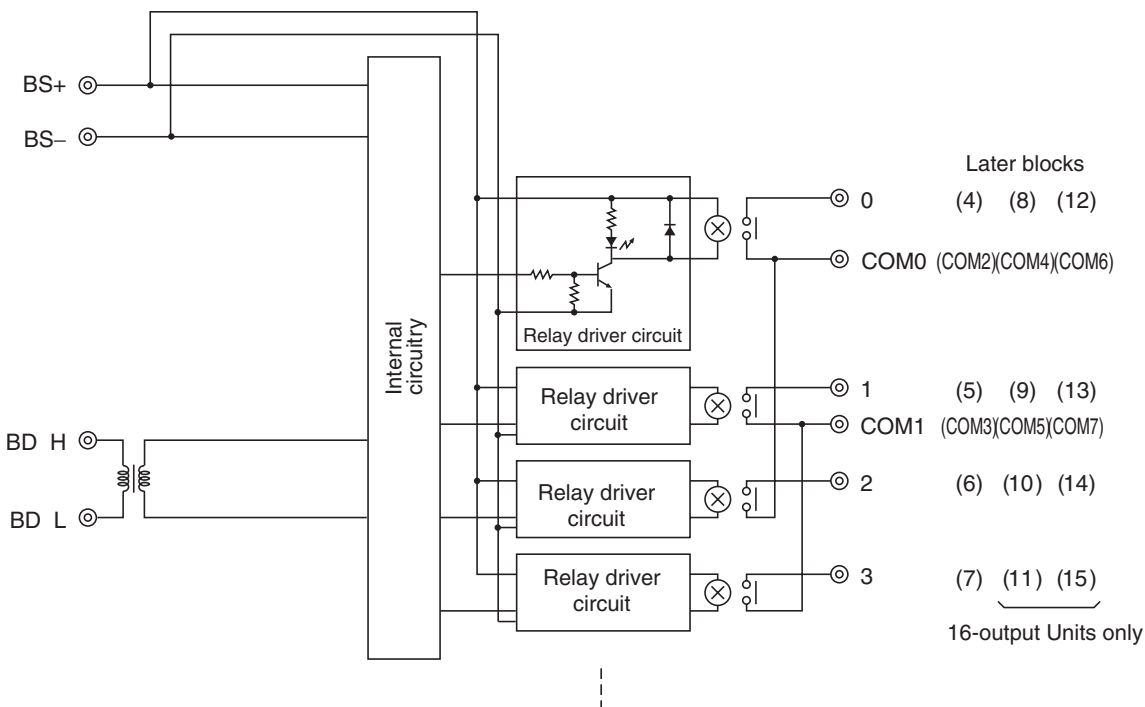 BS+
BS–
Later blocks
0 (4) (8) (12)
COM0 (COM2)(COM4)(COM6)
Relay driver circuit
Internal
circuitry
Relay driver
circuit
1 (5) (9) (13)
COM1 (COM3)(COM5)(COM7)
BD H
BD L
Relay driver
circuit
2 (6) (10) (14)
Relay driver
circuit
3 (7) (11) (15)
16-output Units only